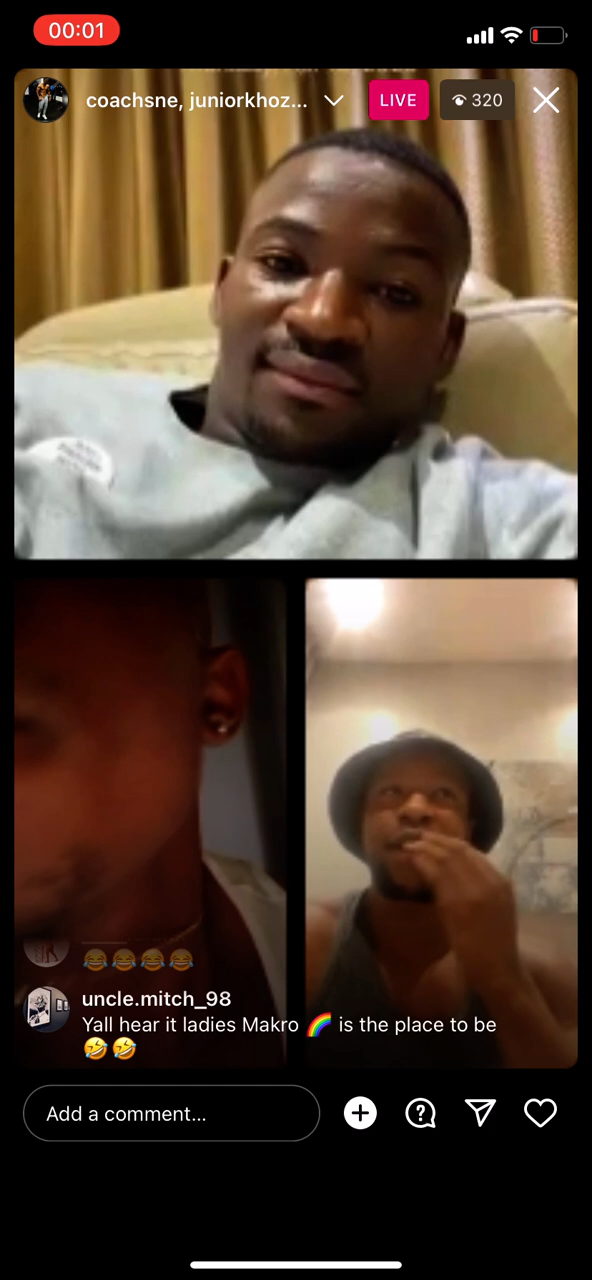 00:01
coachsne, juniorkhoz...
LIVE
320
😂😂😂😂
uncle.mitch_98
Yall hear it ladies Makro 🌈 is the place to be
🤣🤣
Add a comment...